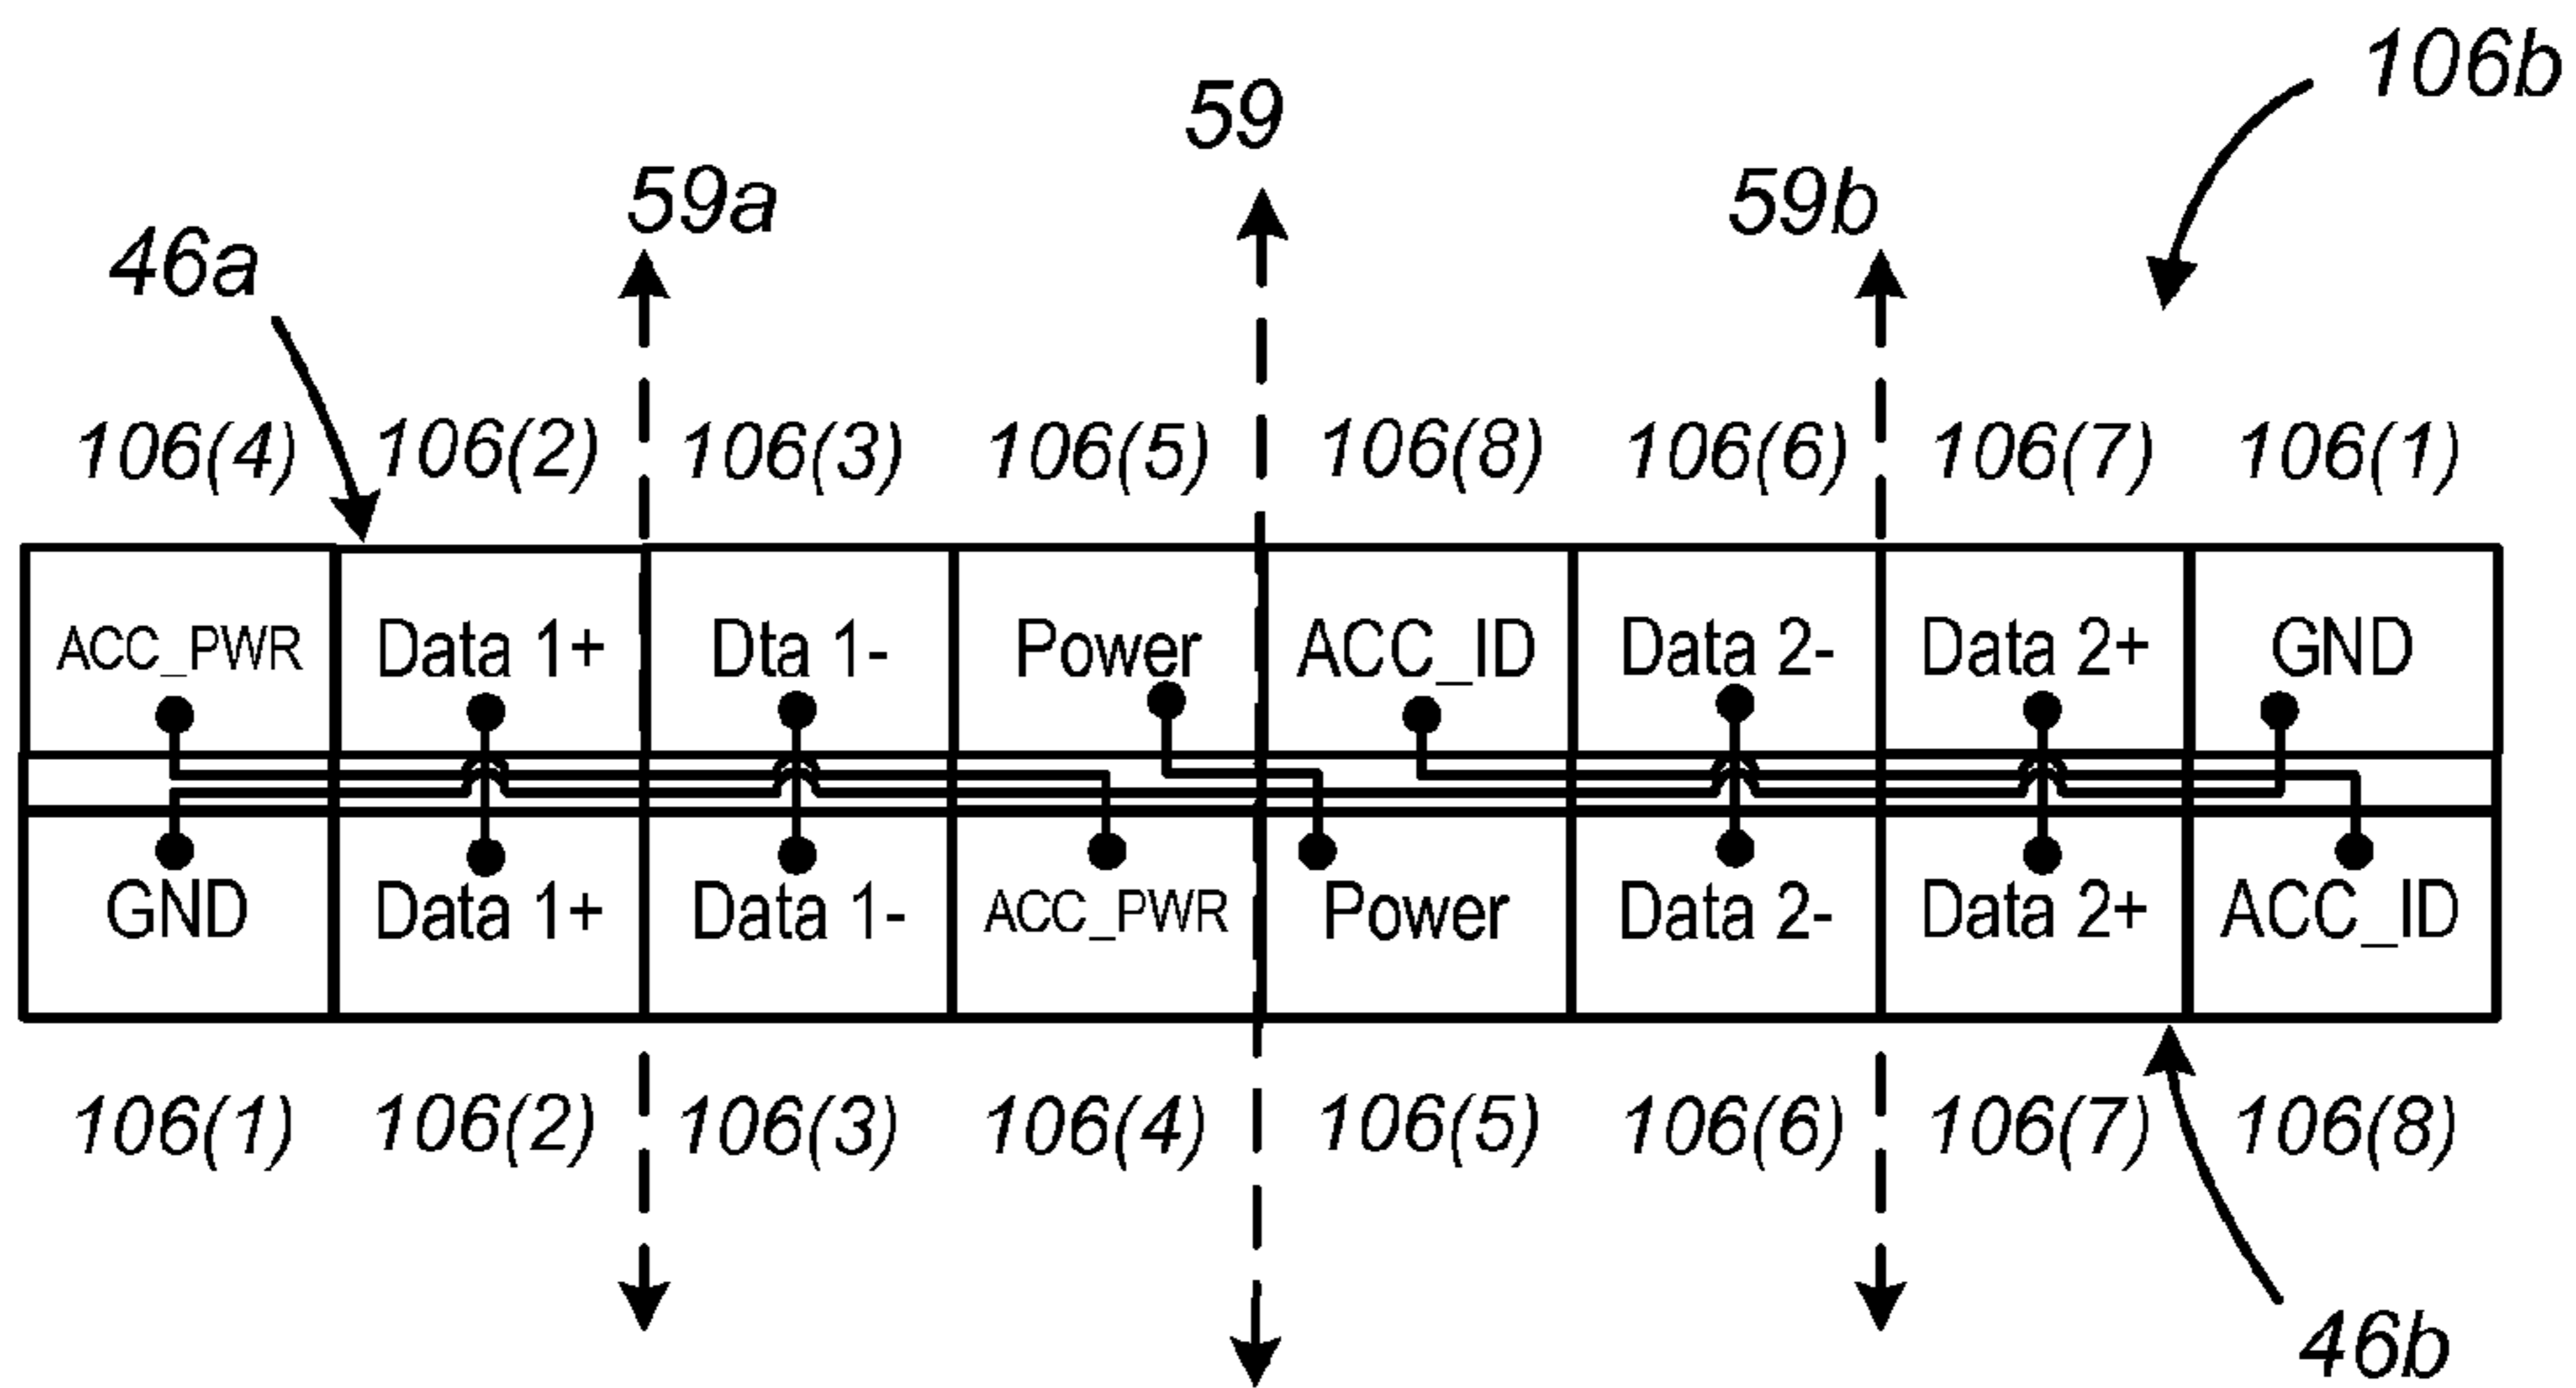 106b
59
59a 59b
46a
106(4) 106(2) 106(3) 106(5) 106(8) 106(6) 106(7) 106(1)
ACC_PWR Data 1+ Dta 1- Power ACC_ID Data 2- Data 2+ GND
GND Data 1+ Data 1- ACC_PWR Power Data 2- Data 2+ ACC_ID
106(1) 106(2) 106(3) 106(4) 106(5) 106(6) 106(7) 106(8)
46b